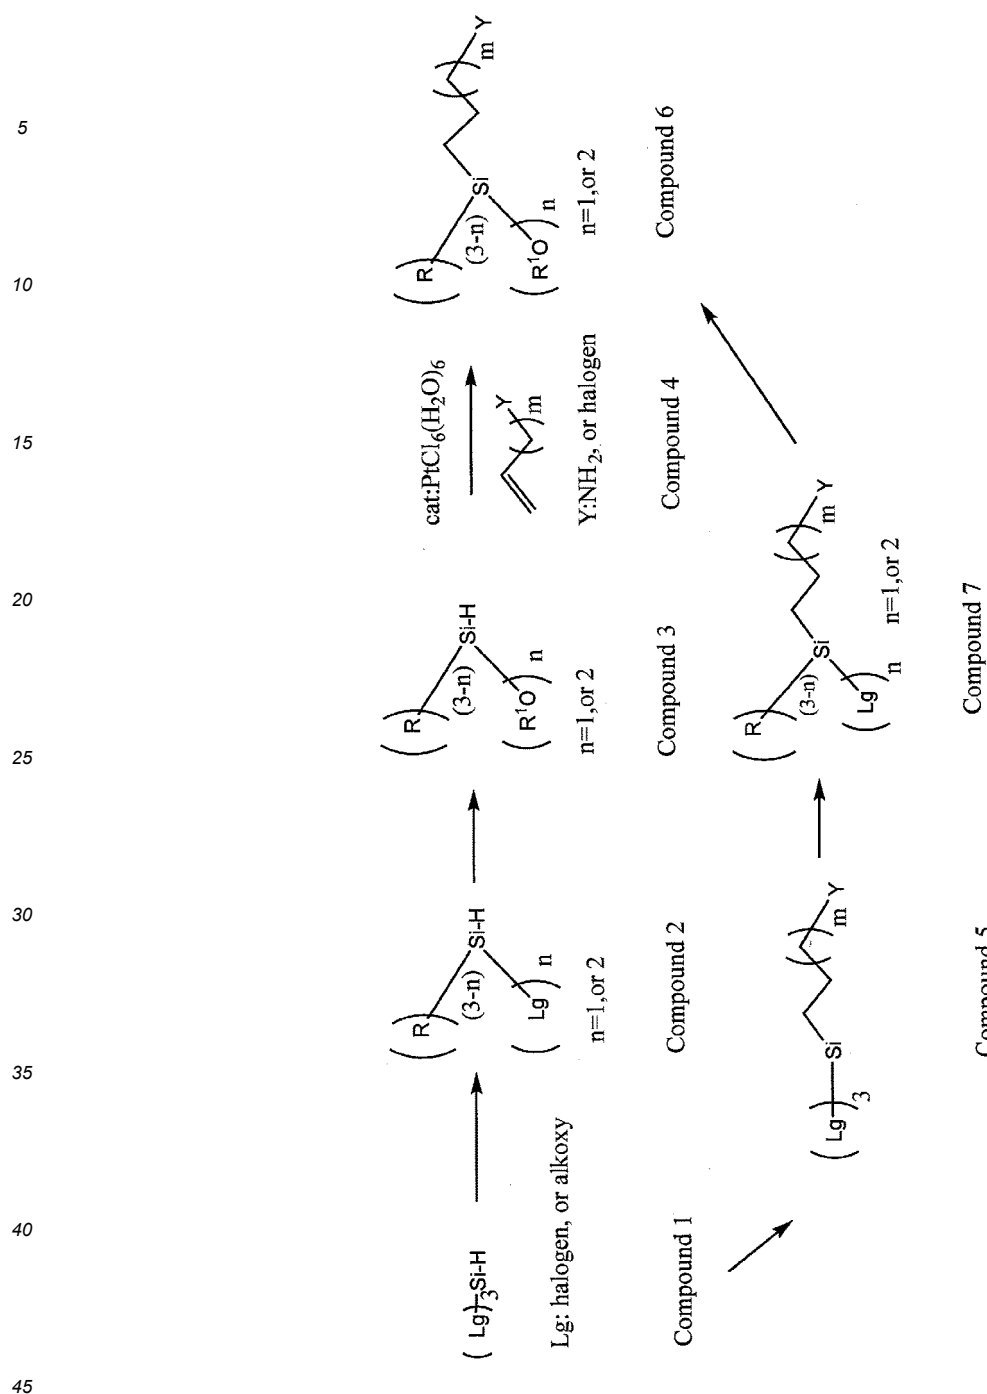 5
10
15
20
25
30
35
40
45
(Lg)3Si-H
Lg: halogen, or alkoxy
Compound 1
(R)(3-n)
Si-H
(Lg)n
n=1,or 2
Compound 2
(R)(3-n)
Si-H
(R¹O)n
n=1,or 2
Compound 3
cat:PtCl₆(H₂O)₆
( )m Y
Y:NH₂, or halogen
Compound 4
(R)(3-n)
Si ( )m Y
(R¹O)n
n=1,or 2
Compound 6
(Lg)3 Si ( )m Y
Compound 5
(R)(3-n)
Si ( )m Y
(Lg)n
n=1,or 2
Compound 7